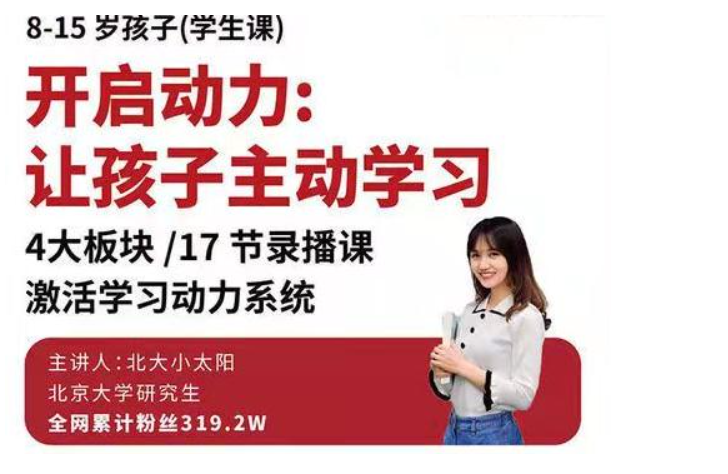 8-15 岁孩子(学生课)
开启动力:
让孩子主动学习
4大板块 /17 节录播课
激活学习动力系统
主讲人:北大小太阳
北京大学研究生
全网累计粉丝319.2W